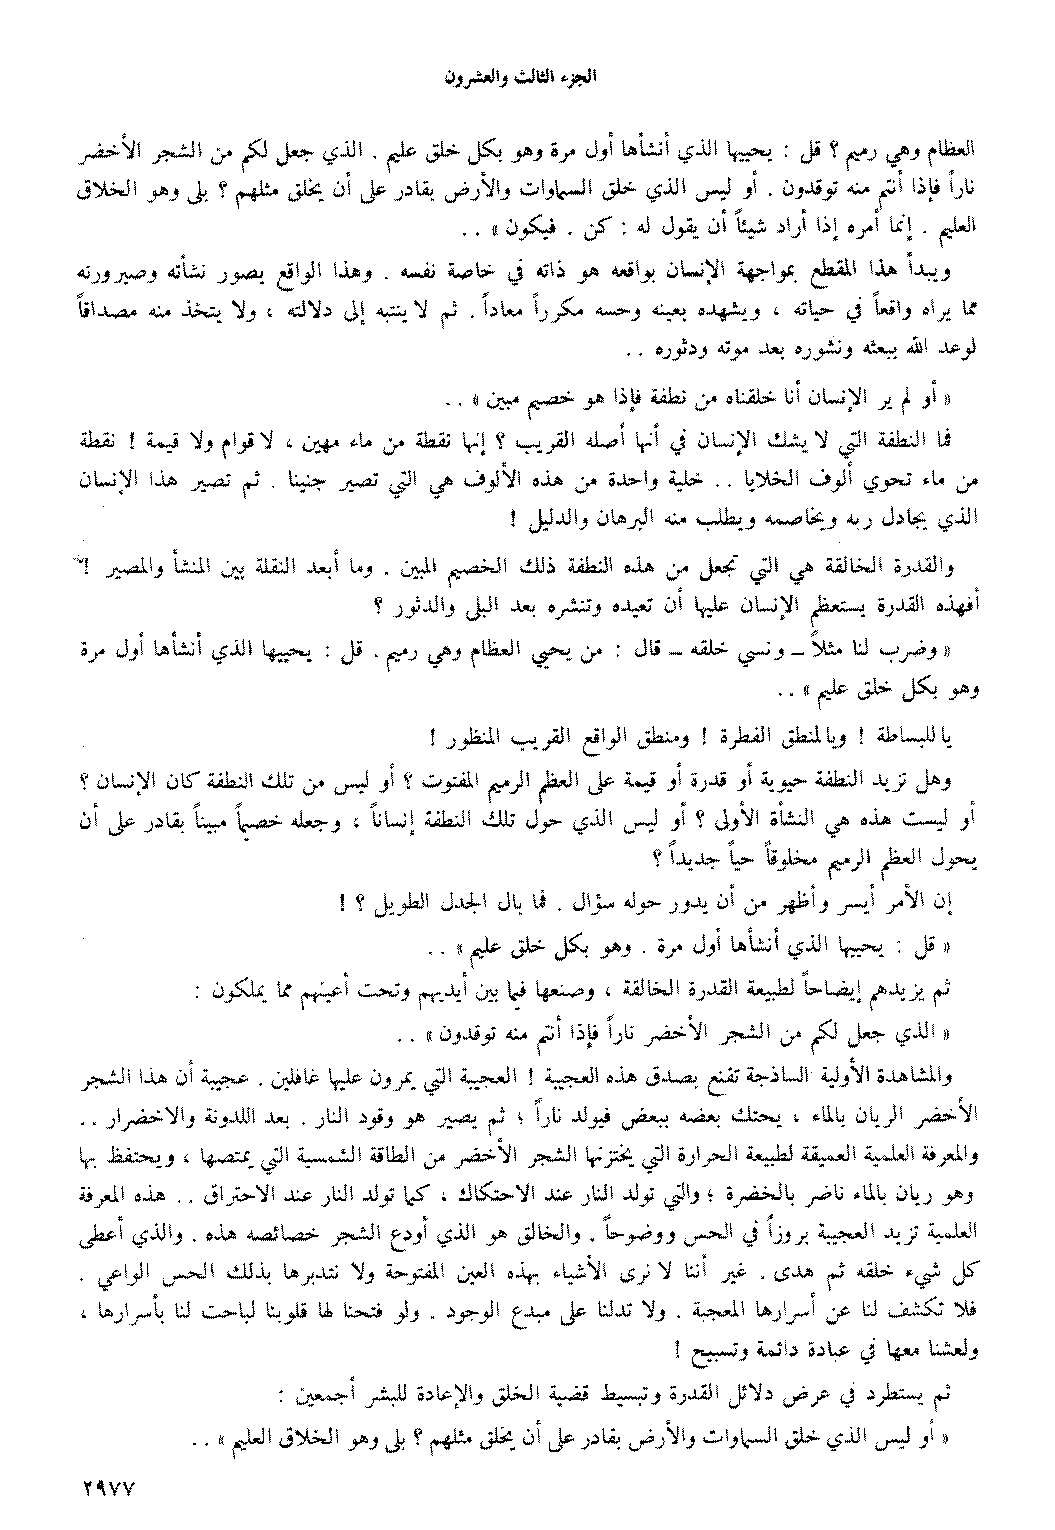 الجزء الثالث والعشرون
العظام وهي رميم ؟ قل : يحييها الذي أنشأها أول مرة وهو بكل خلق عليم . الذي جعل لكم من الشجر الأخضر
ناراً فإذا أنتم منه توقدون . أو ليس الذي خلق السماوات والأرض بقادر على أن يخلق مثلهم ؟ بلى وهو الخلاق
العليم . إنما أمره إذا أراد شيئاً أن يقول له : كن . فيكون » . .
ويبدأ هذا المقطع بمواجهة الإنسان بواقعه هو ذاته في خاصة نفسه . وهذا الواقع يصور نشأته وصيرورته
مما يراه واقعاً في حياته ، ويشهده بعينه وحسه مكرراً معاداً . ثم لا ينتبه إلى دلالته ، ولا يتخذ منه مصداقاً
لوعد الله ببعثه ونشوره بعد موته ودثوره . .
« أو لم ير الإنسان أنا خلقناه من نطفة فإذا هو خصيم مبين » . .
فما النطفة التي لا يشك الإنسان في أنها أصله القريب ؟ إنها نقطة من ماء مهين ، لا قوام ولا قيمة ! نقطة
من ماء تحوي ألوف الخلايا . . خلية واحدة من هذه الألوف هي التي تصير جنينا . ثم تصير هذا الإنسان
الذي يجادل ربه ويخاصمه ويطلب منه البرهان والدليل !
والقدرة الخالقة هي التي تجعل من هذه النطفة ذلك الخصيم المبين . وما أبعد النقلة بين المنشأ والمصير !
أفهذه القدرة يستعظم الإنسان عليها أن تعيده وتنشره بعد البلى والدثور ؟
« وضرب لنا مثلاً ــ ونسي خلقه ــ قال : من يحيي العظام وهي رميم . قل : يحييها الذي أنشأها أول مرة
وهو بكل خلق عليم » . .
يا للبساطة ! ويا لمنطق الفطرة ! ومنطق الواقع القريب المنظور !
وهل تزيد النطفة حيوية أو قدرة أو قيمة على العظم الرميم المفتوت ؟ أو ليس من تلك النطفة كان الإنسان ؟
أو ليست هذه هي النشأة الأولى ؟ أو ليس الذي حول تلك النطفة إنساناً ، وجعله خصيماً مبيناً بقادر على أن
يحول العظم الرميم مخلوقاً حياً جديداً ؟
إن الأمر أيسر وأظهر من أن يدور حوله سؤال . فما بال الجدل الطويل ؟ !
« قل : يحييها الذي أنشأها أول مرة . وهو بكل خلق عليم » . .
ثم يزيدهم إيضاحاً لطبيعة القدرة الخالقة ، وصنعها فيما بين أيديهم وتحت أعينهم مما يملكون :
« الذي جعل لكم من الشجر الأخضر ناراً فإذا أنتم منه توقدون » . .
والمشاهدة الأولية الساذجة تقنع بصدق هذه العجيبة ! العجيبة التي يمرون عليها غافلين . عجيبة أن هذا الشجر
الأخضر الريان بالماء ، يحتك بعضه ببعض فيولد ناراً ؛ ثم يصير هو وقود النار . بعد اللدونة والاخضرار . .
والمعرفة العلمية العميقة لطبيعة الحرارة التي يختزنها الشجر الأخضر من الطاقة الشمسية التي يمتصها ، ويحتفظ بها
وهو ريان بالماء ناضر بالخضرة ؛ والتي تولد النار عند الاحتكاك ، كما تولد النار عند الاحتراق . . هذه المعرفة
العلمية تزيد العجيبة بروزاً في الحس ووضوحاً . والخالق هو الذي أودع الشجر خصائصه هذه . والذي أعطى
كل شيء خلقه ثم هدى . غير أننا لا نرى الأشياء بهذه العين المفتوحة ولا نتدبرها بذلك الحس الواعي .
فلا تكشف لنا عن أسرارها المعجبة . ولا تدلنا على مبدع الوجود . ولو فتحنا لها قلوبنا لباحت لنا بأسرارها ،
ولعشنا معها في عبادة دائمة وتسبيح !
ثم يستطرد في عرض دلائل القدرة وتبسيط قضية الخلق والإعادة للبشر أجمعين :
« أو ليس الذي خلق السماوات والأرض بقادر على أن يخلق مثلهم ؟ بلى وهو الخلاق العليم » . .
٢٩٧٧